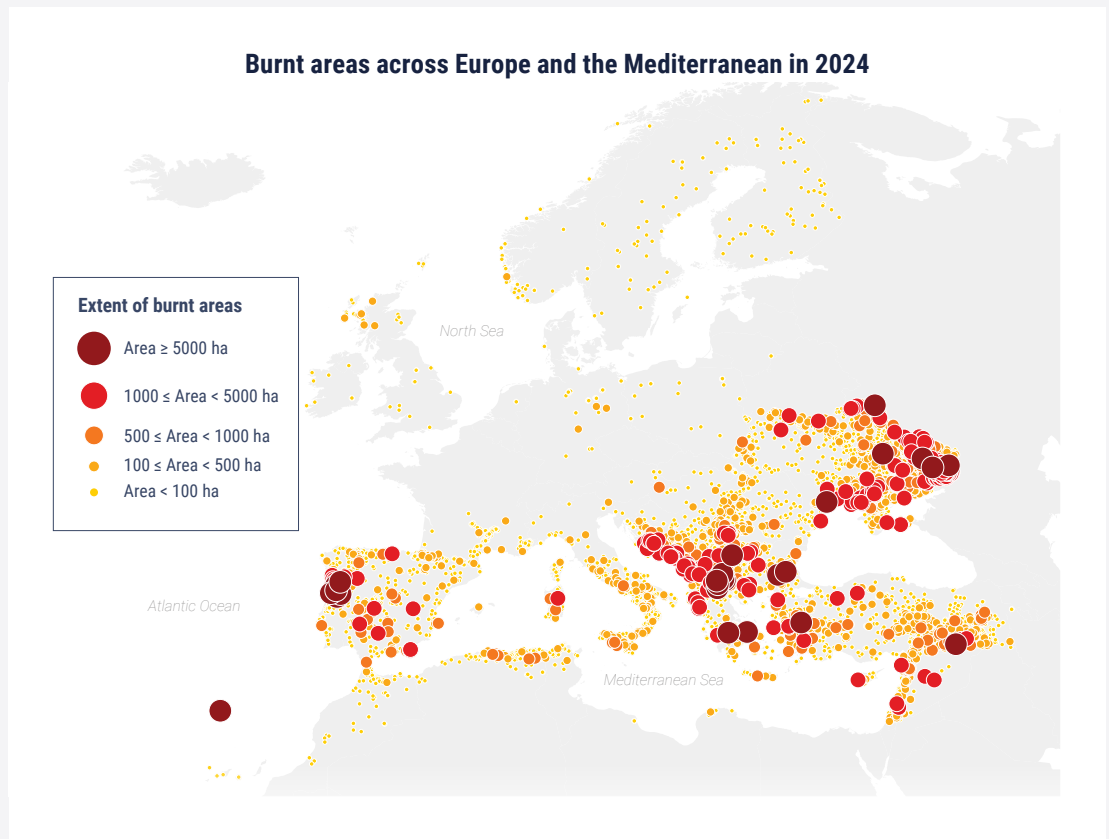 Burnt areas across Europe and the Mediterranean in 2024
Extent of burnt areas
Area ≥ 5000 ha
1000 ≤ Area < 5000 ha
500 ≤ Area < 1000 ha
100 ≤ Area < 500 ha
Area < 100 ha
North Sea
Atlantic Ocean
Mediterranean Sea